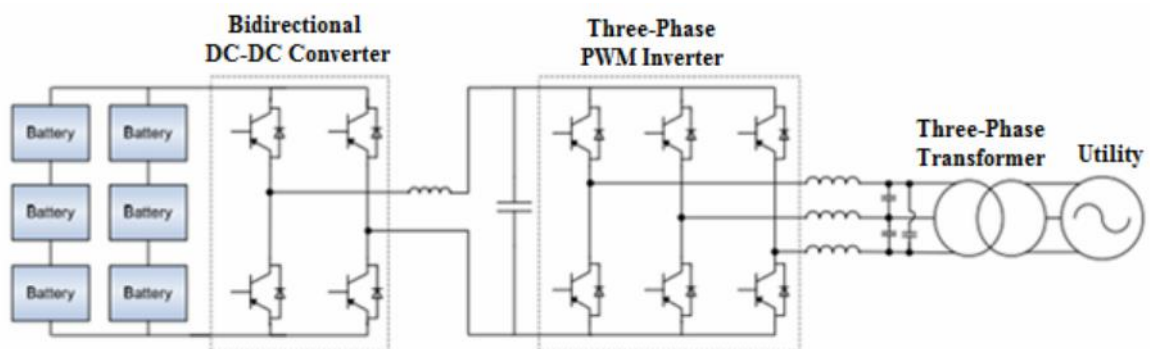 Bidirectional
DC-DC Converter
Three-Phase
PWM Inverter
Three-Phase
Transformer
Utility
Battery
Battery
Battery
Battery
Battery
Battery